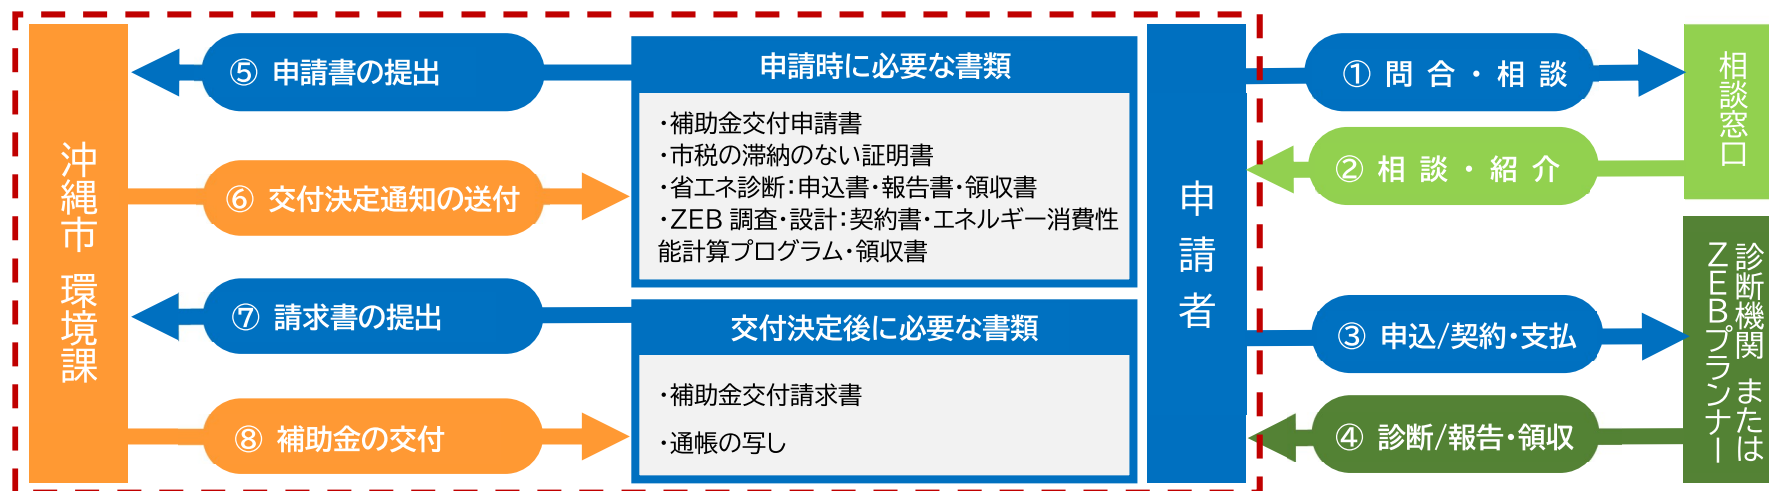 沖縄市 環境課
⑤ 申請書の提出
⑥ 交付決定通知の送付
⑦ 請求書の提出
⑧ 補助金の交付
申請時に必要な書類
・補助金交付申請書
・市税の滞納のない証明書
・省エネ診断：申込書・報告書・領収書
・ZEB 調査・設計：契約書・エネルギー消費性
能計算プログラム・領収書
交付決定後に必要な書類
・補助金交付請求書
・通帳の写し
申請者
① 問合・相談
② 相談・紹介
③ 申込/契約・支払
④ 診断/報告・領収
相談窓口
診断機関 または
ZEBプランナー